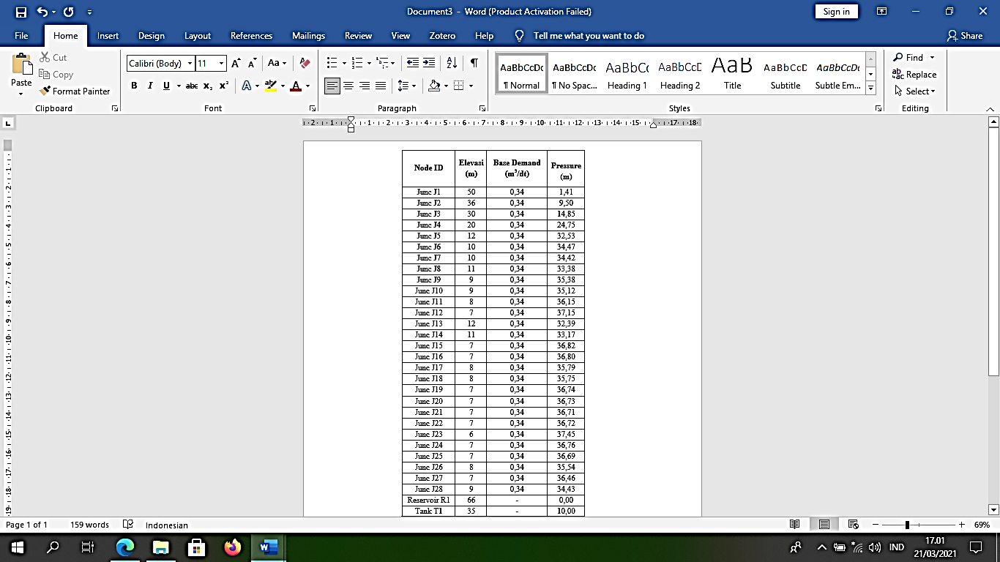 Document3 - Word (Product Activation Failed)
Sign in
File Home Insert Design Layout References Mailings Review View Zotero Help Tell me what you want to do Share
Paste
Cut
Copy
Format Painter
Clipboard
Calibri (Body) 11
Font
Paragraph
AaBbCcDc AaBbCcDc AaBbCc AaBbCcD AaB AaBbCcD AaBbCcDc
¶ Normal ¶ No Spac... Heading 1 Heading 2 Title Subtitle Subtle Em...
Styles
Find
Replace
Select
Editing
Node ID Elevasi (m) Base Demand (m³/dt) Pressure (m)
Junc J1 50 0,34 1,41
Junc J2 36 0,34 9,50
Junc J3 30 0,34 14,85
Junc J4 20 0,34 24,75
Junc J5 12 0,34 32,53
Junc J6 10 0,34 34,47
Junc J7 10 0,34 34,42
Junc J8 11 0,34 33,38
Junc J9 9 0,34 35,38
Junc J10 9 0,34 35,12
Junc J11 8 0,34 36,15
Junc J12 7 0,34 37,15
Junc J13 12 0,34 32,39
Junc J14 11 0,34 33,17
Junc J15 7 0,34 36,82
Junc J16 7 0,34 36,80
Junc J17 8 0,34 35,79
Junc J18 8 0,34 35,75
Junc J19 7 0,34 36,74
Junc J20 7 0,34 36,73
Junc J21 7 0,34 36,71
Junc J22 7 0,34 36,72
Junc J23 6 0,34 37,45
Junc J24 7 0,34 36,76
Junc J25 7 0,34 36,69
Junc J26 8 0,34 35,54
Junc J27 7 0,34 36,46
Junc J28 9 0,34 34,43
Reservoir R1 66 - 0,00
Tank T1 35 - 10,00
Page 1 of 1 159 words Indonesian 69%
IND
17.01
21/03/2021